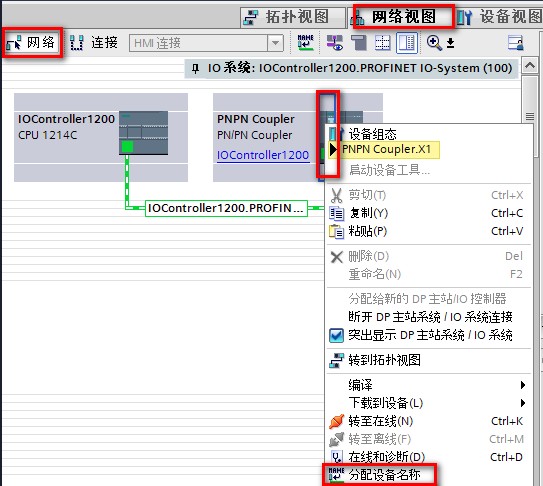 拓扑视图 网络视图 设备视图
网络 连接 HMI 连接
IO 系统: IOController1200.PROFINET IO-System (100)
IOController1200
CPU 1214C
PNPN Coupler
PN/PN Coupler
IOController1200
IOController1200.PROFIN...
设备组态
PNPN Coupler.X1
启动设备工具...
剪切(T) Ctrl+X
复制(Y) Ctrl+C
粘贴(P) Ctrl+V
删除(D) Del
重命名(N) F2
分配给新的 DP 主站/IO 控制器
断开 DP 主站系统 / IO 系统连接
突出显示 DP 主站系统 / IO 系统
转到拓扑视图
编译
下载到设备(L)
转至在线(N) Ctrl+K
转至离线(F) Ctrl+M
在线和诊断(D) Ctrl+D
分配设备名称